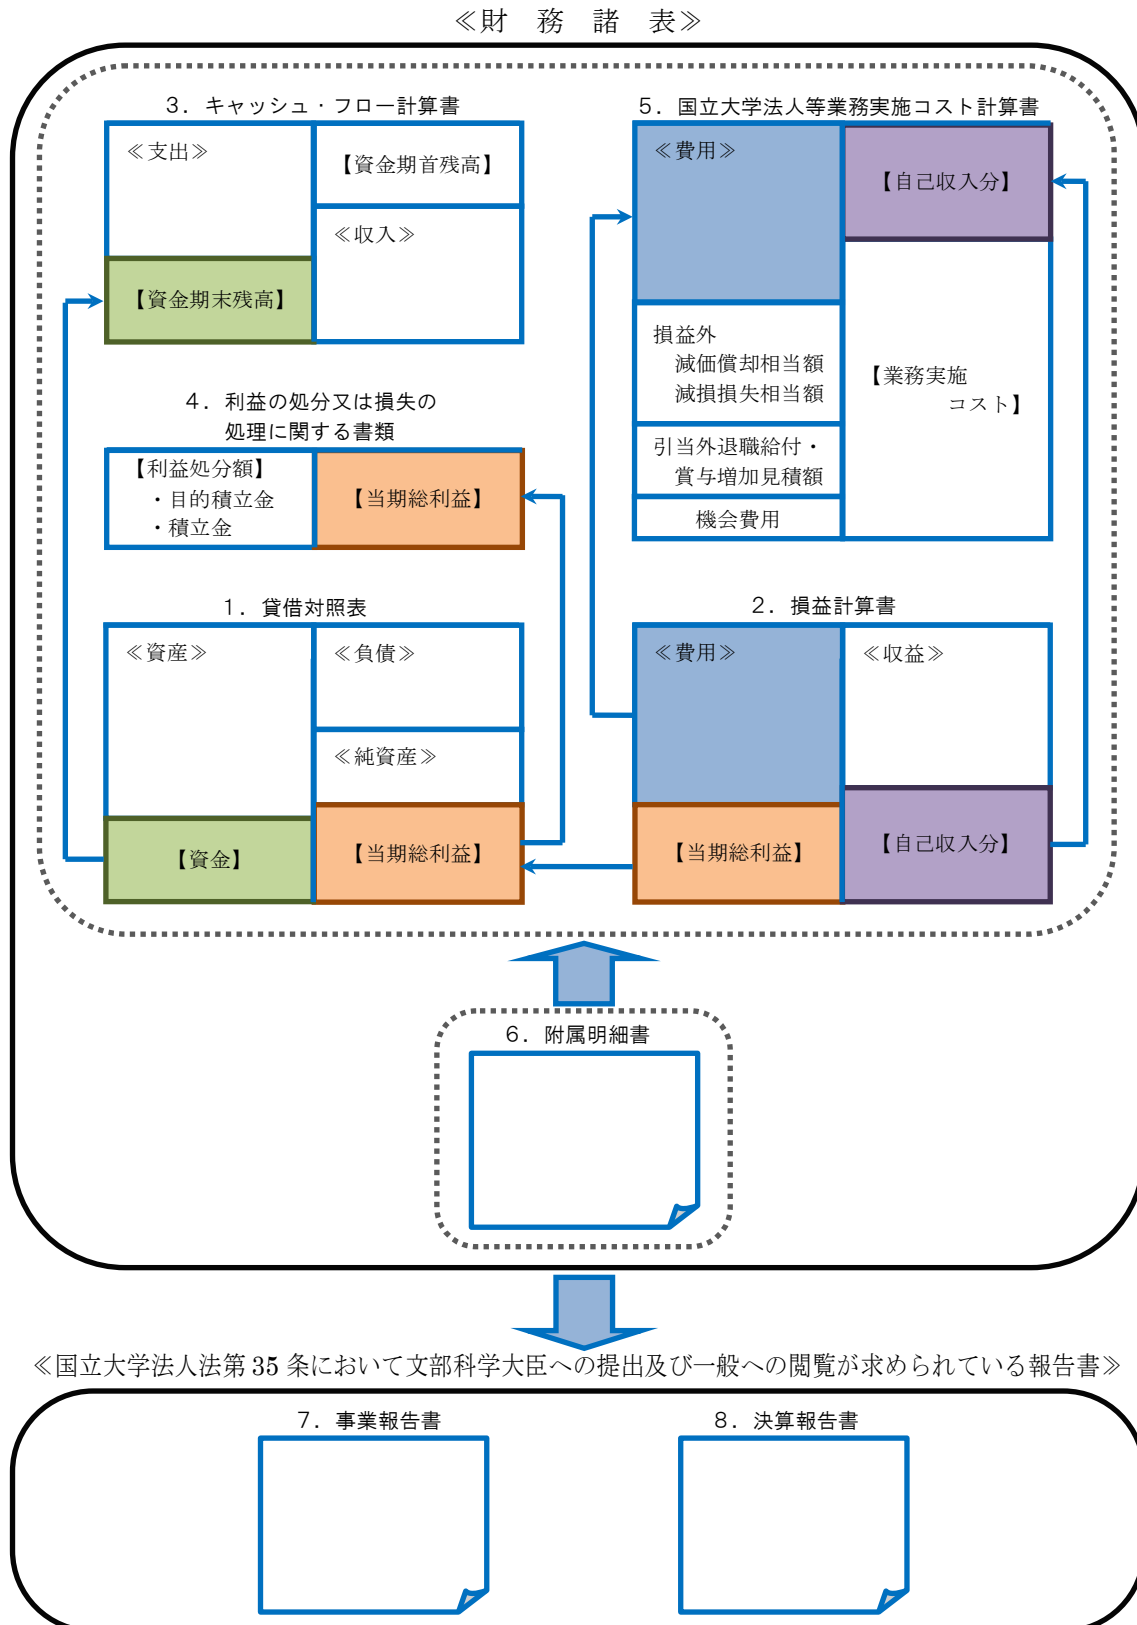 ≪財　務　諸　表≫
3．キャッシュ・フロー計算書
≪支出≫
【資金期首残高】
≪収入≫
【資金期末残高】
5．国立大学法人等業務実施コスト計算書
≪費用≫
【自己収入分】
損益外
減価償却相当額
減損損失相当額
【業務実施
コスト】
引当外退職給付・
賞与増加見積額
機会費用
4．利益の処分又は損失の
処理に関する書類
【利益処分額】
・目的積立金
・積立金
【当期総利益】
1．貸借対照表
≪資産≫
≪負債≫
≪純資産≫
【資金】
【当期総利益】
2．損益計算書
≪費用≫
≪収益≫
【当期総利益】
【自己収入分】
6．附属明細書
≪国立大学法人法第 35 条において文部科学大臣への提出及び一般への閲覧が求められている報告書≫
7．事業報告書
8．決算報告書